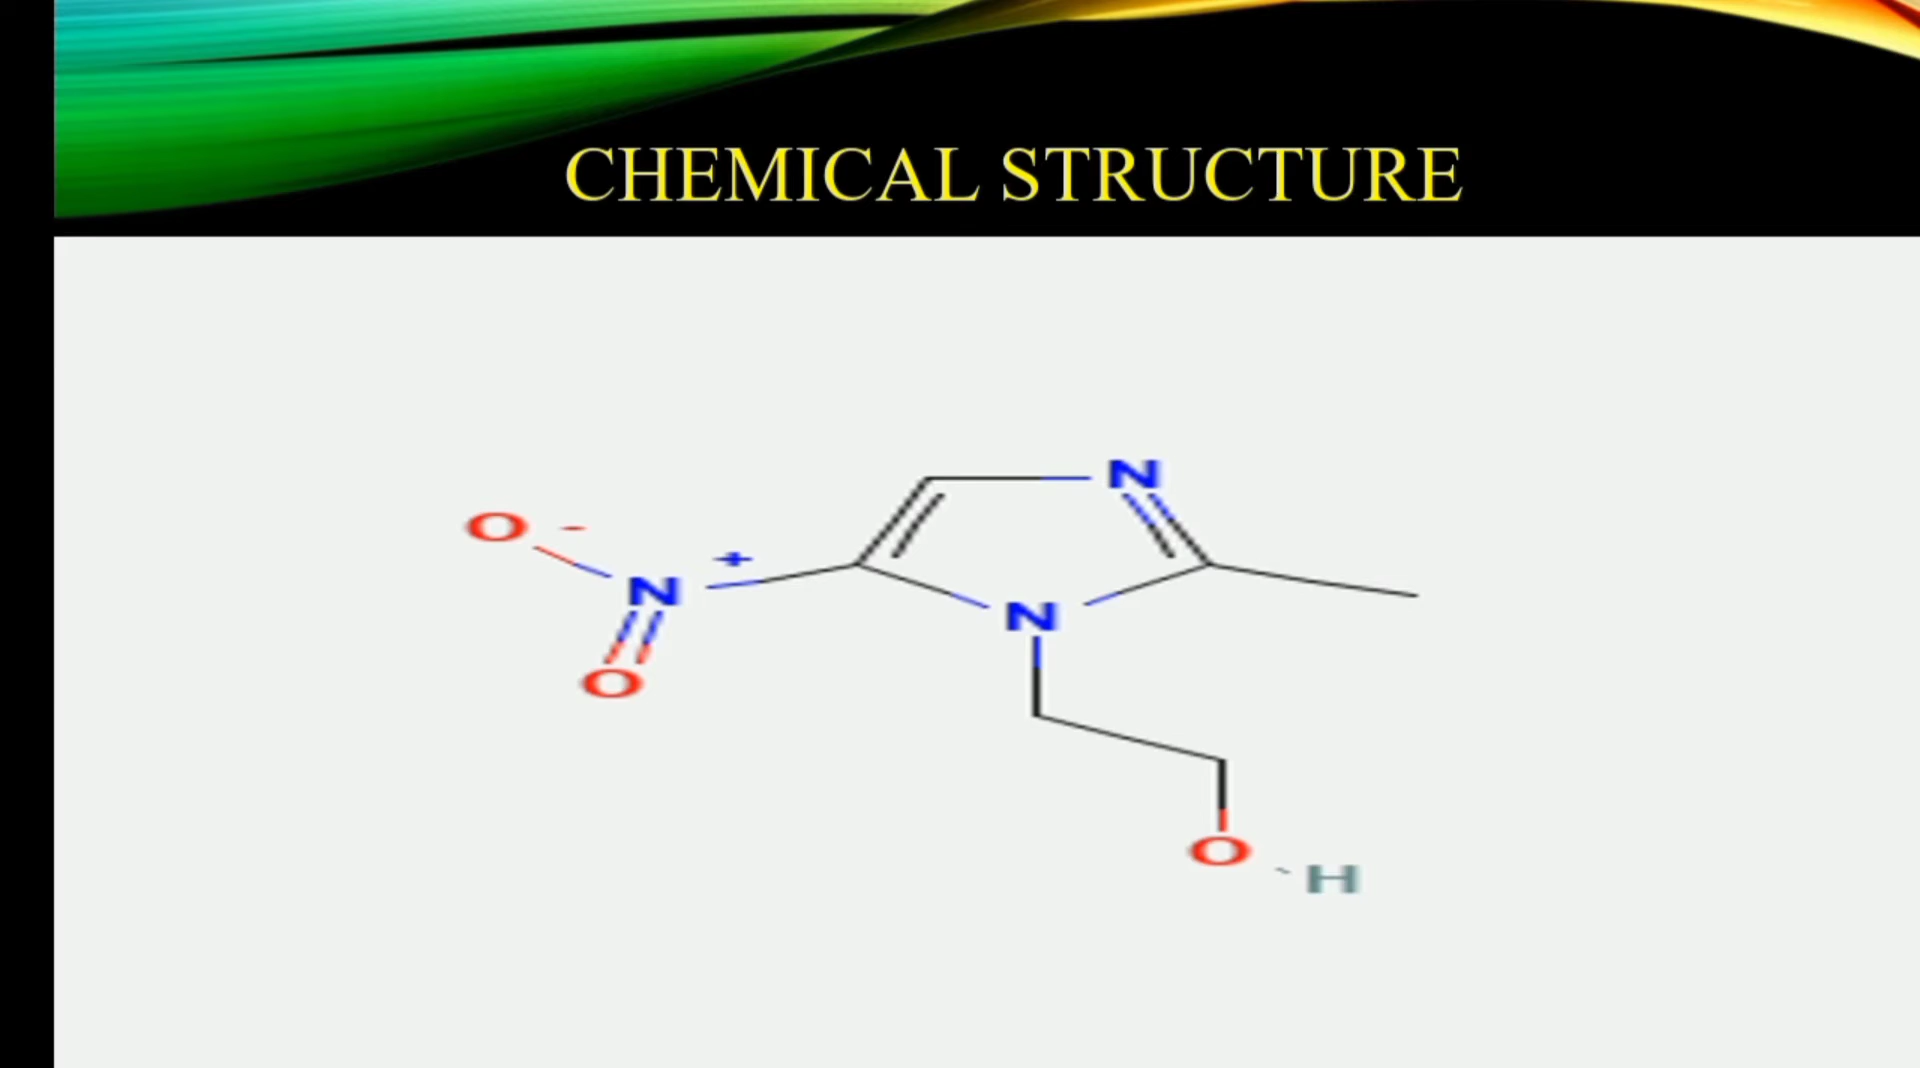 CHEMICAL STRUCTURE
N
O -
+
N
N
O
O
H